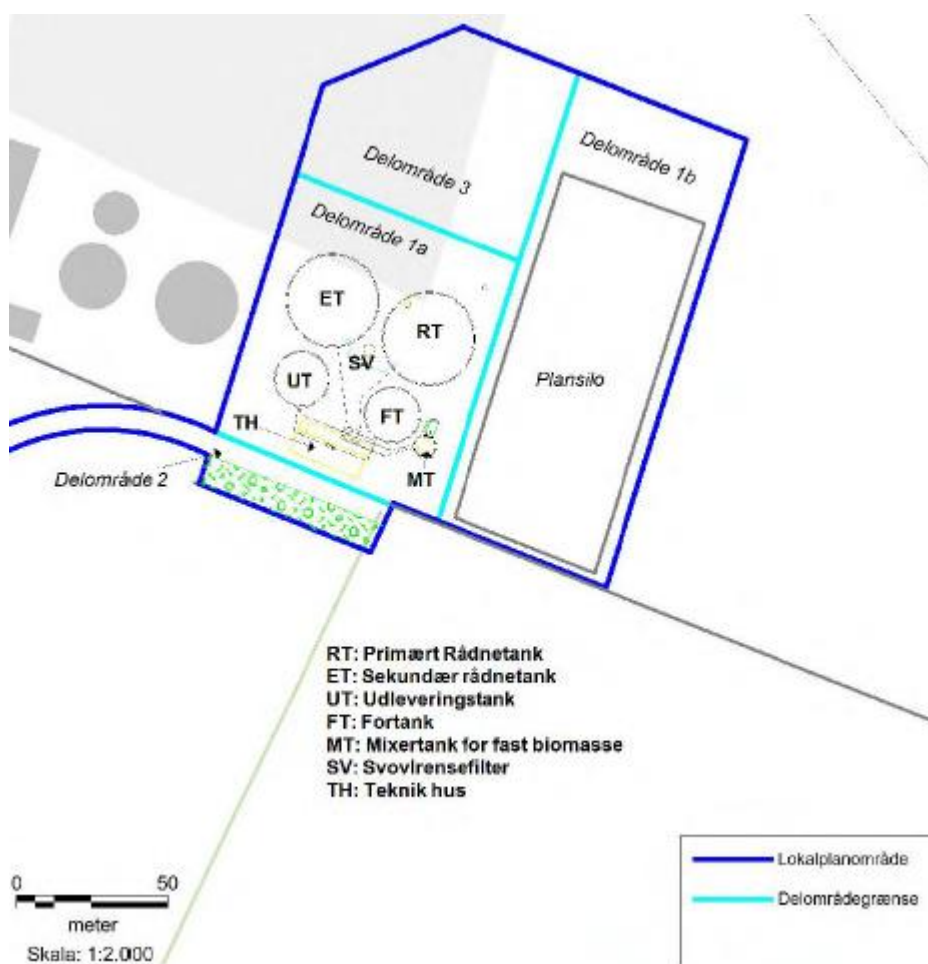 Delområde 3
Delområde 1b
Delområde 1a
ET
RT
SV
Plansilo
UT
FT
TH
MT
Delområde 2
RT: Primært Rådnetank
ET: Sekundær rådnetank
UT: Udleveringstank
FT: Fortank
MT: Mixertank for fast biomasse
SV: Svovlrensefilter
TH: Teknik hus
Lokalplanområde
Delområdegrænse
0 50
meter
Skala: 1:2.000